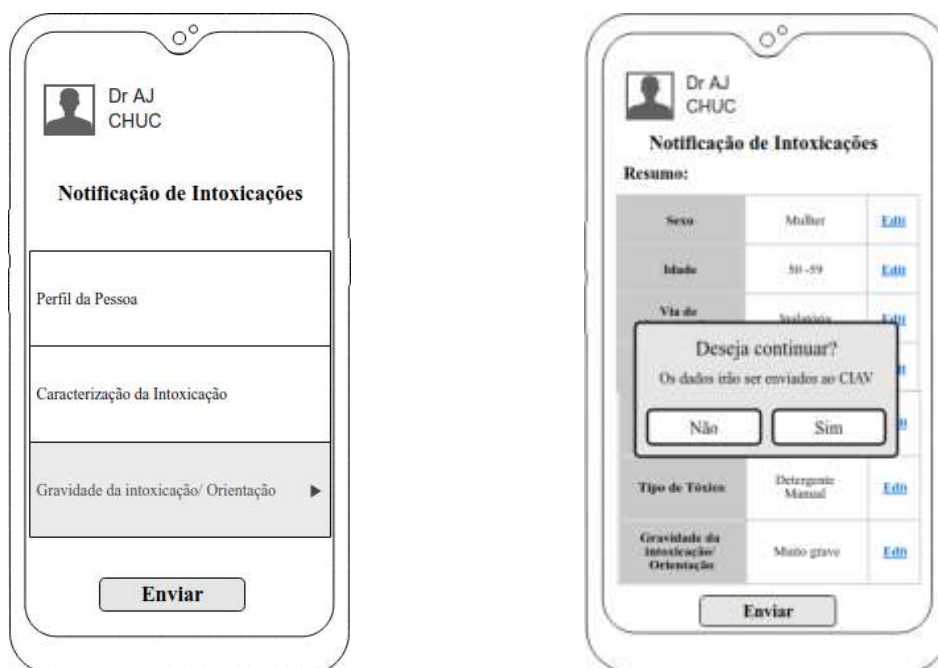 Dr AJ
CHUC
Notificação de Intoxicações
Perfil da Pessoa
Caracterização da Intoxicação
Gravidade da intoxicação/ Orientação
Enviar
Dr AJ
CHUC
Notificação de Intoxicações
Resumo:
Sexo
Mulher
Edit
Idade
50 -59
Edit
Via de
Inalatória
Edit
Deseja continuar?
Os dados irão ser enviados ao CIAV
Não
Sim
Tipo de Tóxico
Detergente
Manual
Edit
Gravidade da
intoxicação/
Orientação
Muito grave
Edit
Enviar